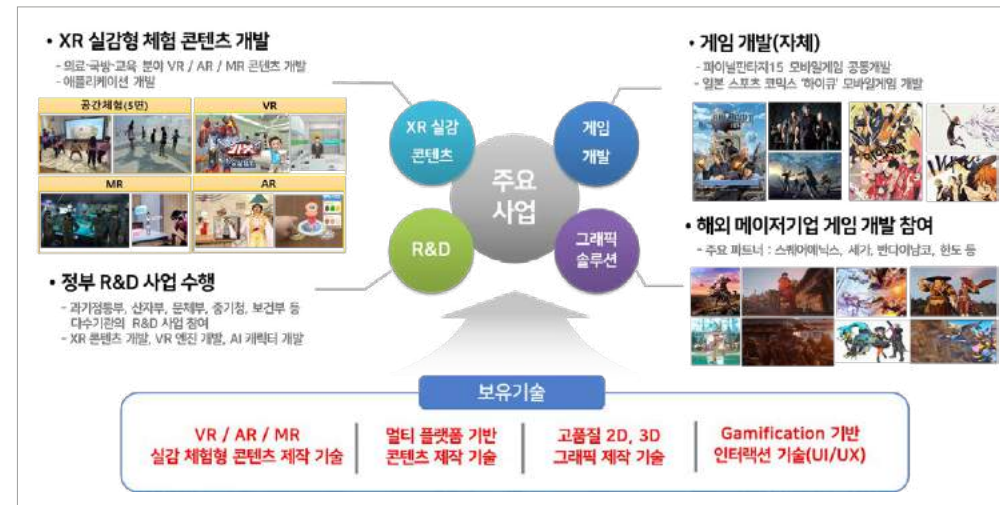 • XR 실감형 체험 콘텐츠 개발
- 의료·국방·교육 분야 VR / AR / MR 콘텐츠 개발
- 애플리케이션 개발
공간체험(5면)
VR
MR
AR
• 정부 R&D 사업 수행
- 과기정통부, 산자부, 문체부, 중기청, 보건부 등
다수기관의 R&D 사업 참여
- XR 콘텐츠 개발, VR 엔진 개발, AI 캐릭터 개발
XR 실감
콘텐츠
게임
개발
주요
사업
R&D
그래픽
솔루션
• 게임 개발(자체)
- 파이널판타지15 모바일게임 공동개발
- 일본 스포츠 코믹스 '하이큐' 모바일게임 개발
• 해외 메이저기업 게임 개발 참여
- 주요 파트너 : 스퀘어에닉스, 세가, 반다이남코, 한도 등
보유기술
VR / AR / MR
실감 체험형 콘텐츠 제작 기술
멀티 플랫폼 기반
콘텐츠 제작 기술
고품질 2D, 3D
그래픽 제작 기술
Gamification 기반
인터랙션 기술(UI/UX)